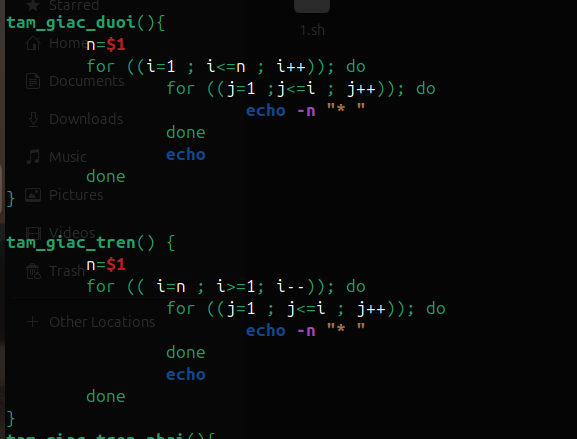 Starred
tam_giac_duoi(){
1.sh
Home
n=$1
for ((i=1 ; i<=n ; i++)); do
Documents
for ((j=1 ;j<=i ; j++)); do
echo -n "* "
Downloads
done
Music
echo
done
Pictures
}
Videos
tam_giac_tren() {
Trash
n=$1
for (( i=n ; i>=1; i--)); do
for ((j=1 ; j<=i ; j++)); do
Other Locations
echo -n "* "
done
echo
done
}